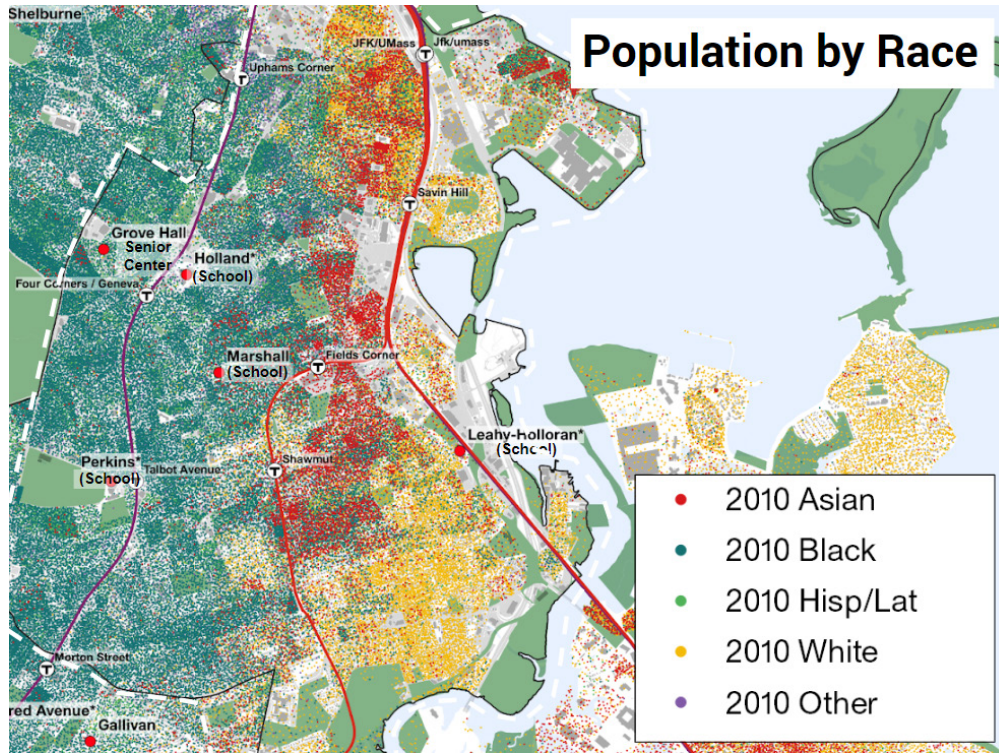 Shelburne
JFK/UMass
Jfk/umass
Population by Race
Uphams Corner
Savin Hill
Grove Hall
Senior
Center
Holland*
(School)
Four Corners / Geneva
Marshall
(School)
Fields Corner
Leahy-Holloran*
(School)
Perkins*
(School)
Talbot Avenue
Shawmut
2010 Asian
2010 Black
2010 Hisp/Lat
2010 White
2010 Other
Morton Street
red Avenue*
Gallivan
T
T
T
T
T
T
T